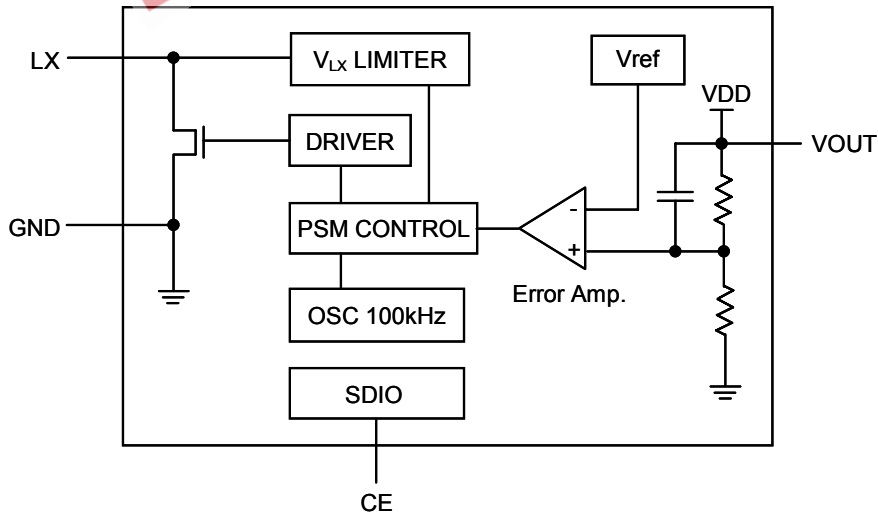 LX
VLX LIMITER
Vref
VDD
VOUT
DRIVER
GND
PSM CONTROL
-
+
Error Amp.
OSC 100kHz
SDIO
CE